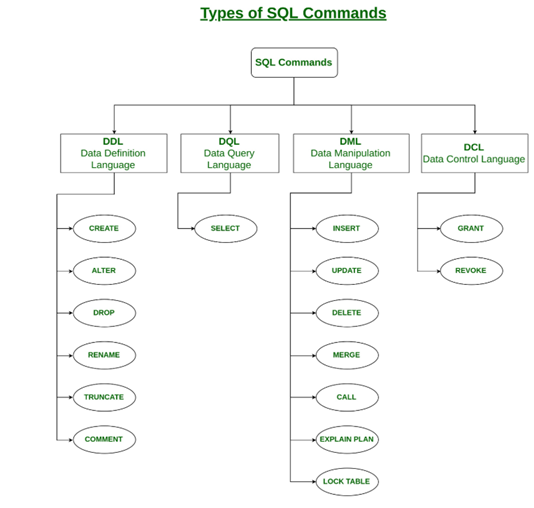 Types of SQL Commands
SQL Commands
DDL
Data Definition
Language
DQL
Data Query
Language
DML
Data Manipulation
Language
DCL
Data Control Language
CREATE
ALTER
DROP
RENAME
TRUNCATE
COMMENT
SELECT
INSERT
UPDATE
DELETE
MERGE
CALL
EXPLAIN PLAN
LOCK TABLE
GRANT
REVOKE